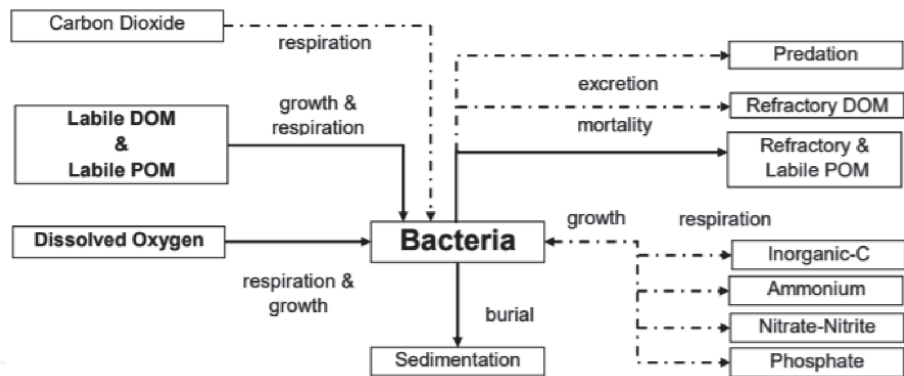 Carbon Dioxide
respiration
Predation
excretion
Refractory DOM
mortality
Refractory &
Labile POM
growth &
respiration
Labile DOM
&
Labile POM
Dissolved Oxygen
respiration &
growth
Bacteria
growth
respiration
Inorganic-C
Ammonium
Nitrate-Nitrite
Phosphate
burial
Sedimentation